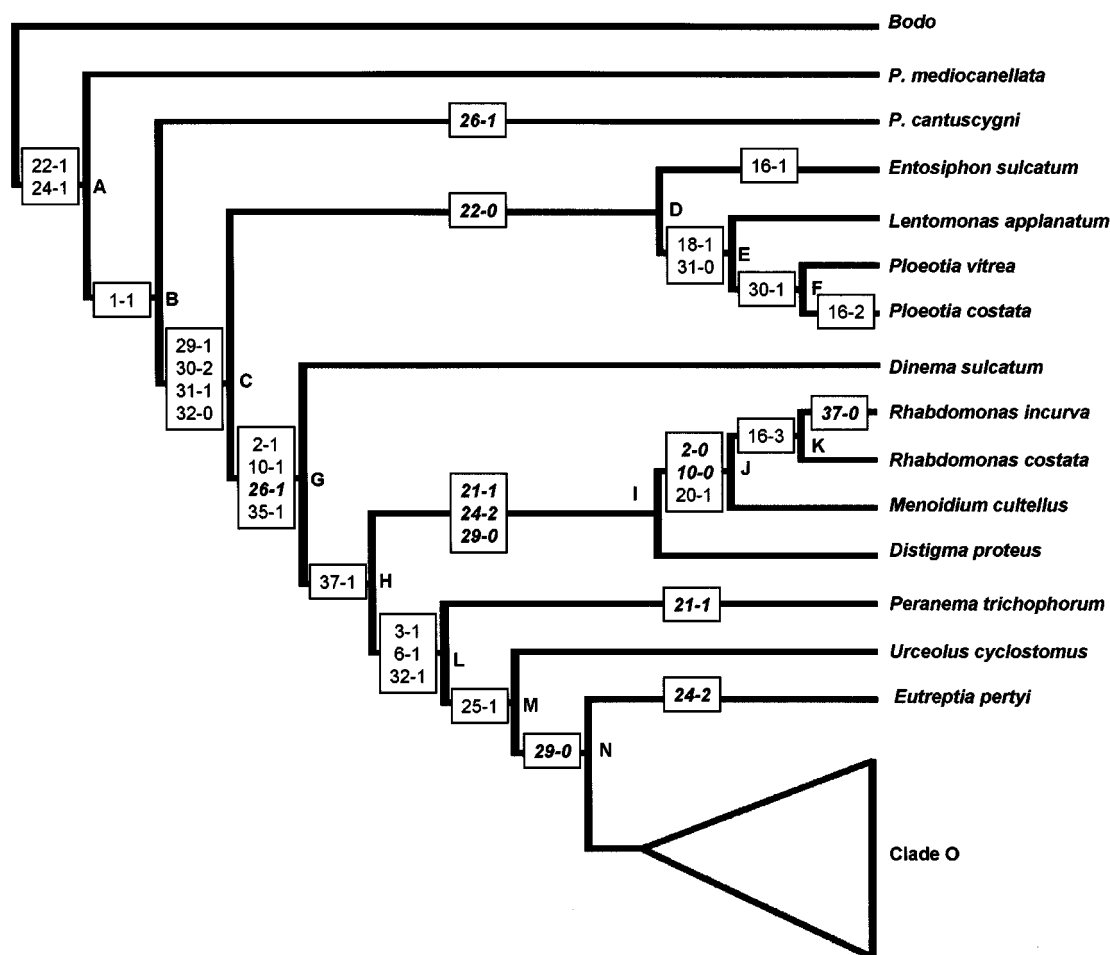 Bodo
P. mediocanellata
26-1
P. cantuscygni
22-1
24-1
A
16-1
Entosiphon sulcatum
22-0
D
Lentomonas applanatum
18-1
31-0
E
Ploeotia vitrea
1-1
B
30-1
F
16-2
Ploeotia costata
29-1
30-2
31-1
32-0
C
Dinema sulcatum
37-0
Rhabdomonas incurva
2-1
10-1
26-1
35-1
G
16-3
K
Rhabdomonas costata
2-0
10-0
20-1
J
I
21-1
24-2
29-0
Menoidium cultellus
Distigma proteus
37-1
H
21-1
Peranema trichophorum
3-1
6-1
32-1
L
Urceolus cyclostomus
25-1
M
24-2
Eutreptia pertyi
29-0
N
Clade O